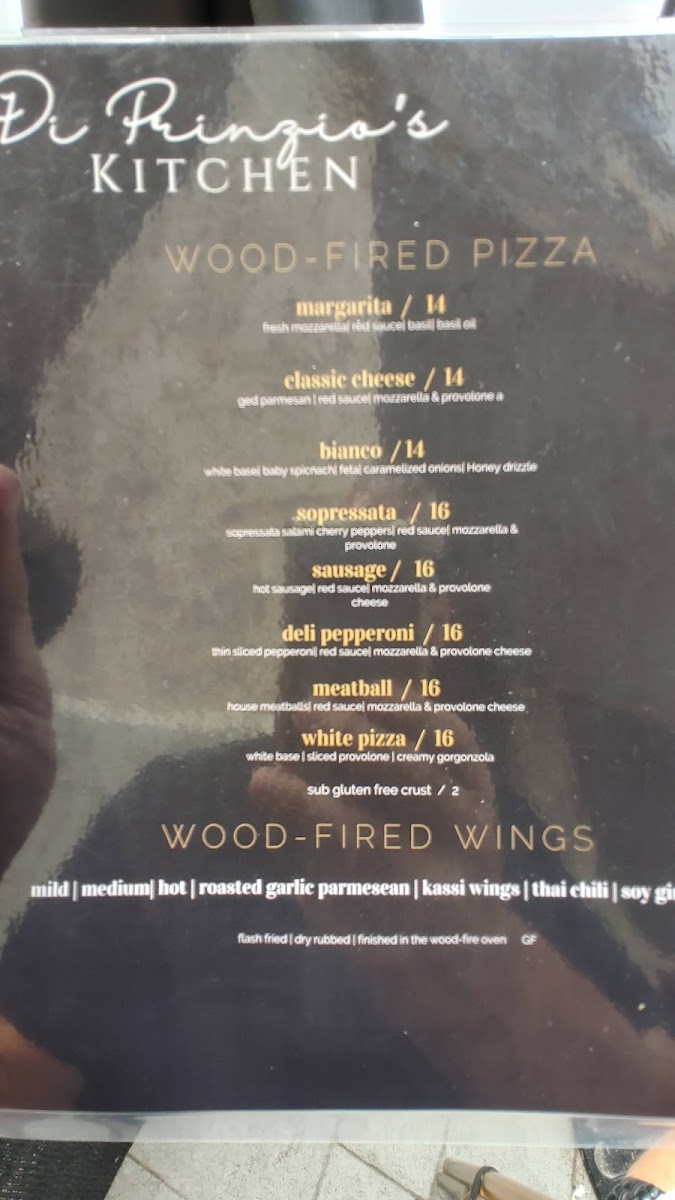 Di Prinzio's
KITCHEN
WOOD-FIRED PIZZA
margarita / 14
fresh mozzarella| red sauce| basil| basil oil
classic cheese / 14
ged parmesan | red sauce| mozzarella & provolone a
bianco / 14
white base| baby spicnach| feta| caramelized onions| Honey drizzle
sopressata / 16
sopressata salami cherry peppers| red sauce| mozzarella &
provolone
sausage / 16
hot sausage| red sauce| mozzarella & provolone
cheese
deli pepperoni / 16
thin sliced pepperoni| red sauce| mozzarella & provolone cheese
meatball / 16
house meatballs| red sauce| mozzarella & provolone cheese
white pizza / 16
white base | sliced provolone | creamy gorgonzola
sub gluten free crust / 2
WOOD-FIRED WINGS
mild | medium| hot | roasted garlic parmesean | kassi wings | thai chili | soy gi
flash fried | dry rubbed | finished in the wood-fire oven GF